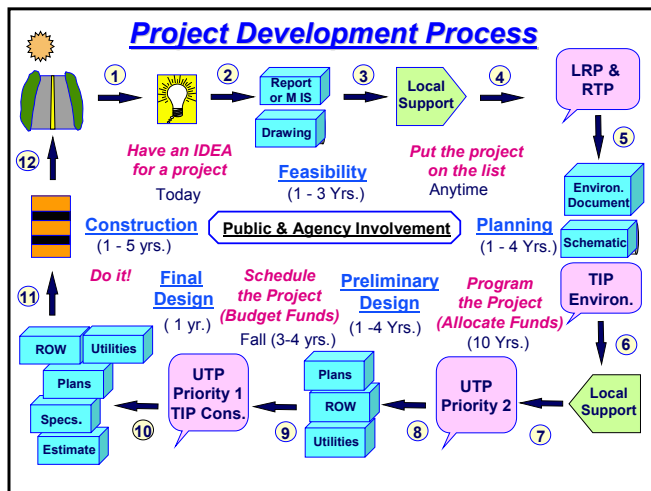 Project Development Process
1
2
3
4
Report
or M IS
Drawing
Local
Support
LRP &
RTP
5
12
Have an IDEA
for a project
Today
Feasibility
(1 - 3 Yrs.)
Put the project
on the list
Anytime
Environ.
Document
Schematic
Construction
(1 - 5 yrs.)
Public & Agency Involvement
Planning
(1 - 4 Yrs.)
Do it!
Final
Design
( 1 yr.)
Schedule
the Project
(Budget Funds)
Fall (3-4 yrs.)
Preliminary
Design
(1 -4 Yrs.)
Program
the Project
(Allocate Funds)
(10 Yrs.)
TIP
Environ.
11
6
ROW
Utilities
Plans
Specs.
Estimate
10
UTP
Priority 1
TIP Cons.
9
Plans
ROW
Utilities
8
UTP
Priority 2
7
Local
Support